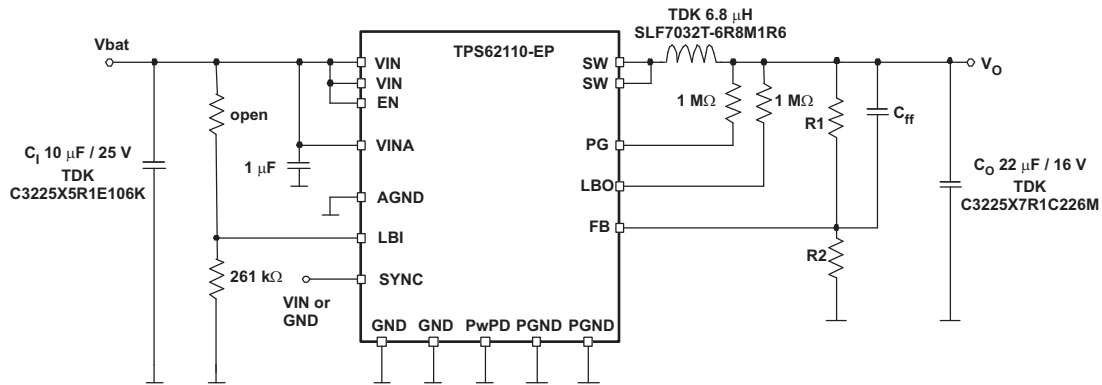 TDK 6.8 μH
SLF7032T-6R8M1R6
Vbat
TPS62110-EP
VIN
SW
VO
VIN
SW
EN
open
1 MΩ
1 MΩ
R1
Cff
VINA
PG
CI 10 μF / 25 V
TDK
C3225X5R1E106K
1 μF
CO 22 μF / 16 V
TDK
C3225X7R1C226M
LBO
AGND
FB
LBI
R2
261 kΩ
SYNC
VIN or
GND
GND GND PwPD PGND PGND